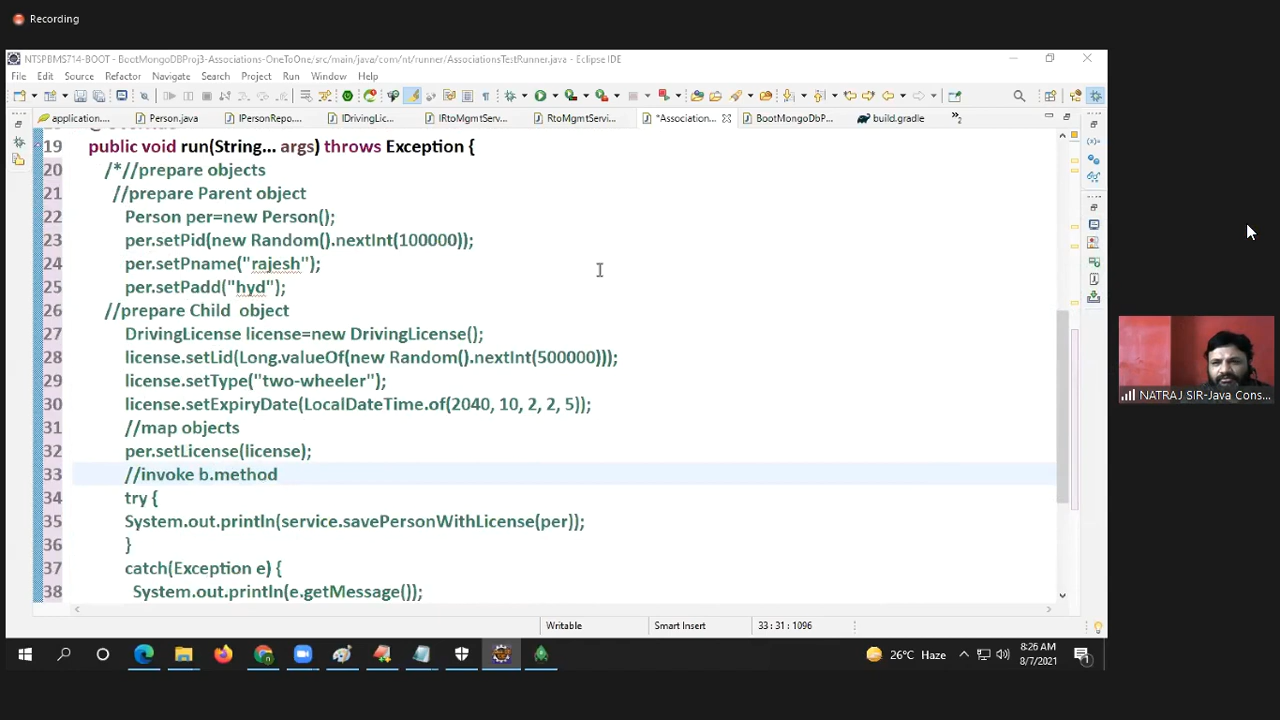 Recording
NTSPBMS714-BOOT - BootMongoDBProj3-Associations-OneToOne/src/main/java/com/nt/runner/AssociationsTestRunner.java - Eclipse IDE
File Edit Source Refactor Navigate Search Project Run Window Help
application.... Person.java IPersonRepo.... IDrivingLic... IRtoMgmtServ... RtoMgmtServi... *Association... BootMongoDbP... build.gradle
19 public void run(String... args) throws Exception {
20 /*//prepare objects
21 //prepare Parent object
22 Person per=new Person();
23 per.setPid(new Random().nextInt(100000));
24 per.setPname("rajesh");
25 per.setPadd("hyd");
26 //prepare Child  object
27 DrivingLicense license=new DrivingLicense();
28 license.setLid(Long.valueOf(new Random().nextInt(500000)));
29 license.setType("two-wheeler");
30 license.setExpiryDate(LocalDateTime.of(2040, 10, 2, 2, 5));
31 //map objects
32 per.setLicense(license);
33 //invoke b.method
34 try {
35 System.out.println(service.savePersonWithLicense(per));
36 }
37 catch(Exception e) {
38 System.out.println(e.getMessage());
NATRAJ SIR-Java Cons...
Writable Smart Insert 33 : 31 : 1096
26°C Haze 8:26 AM
8/7/2021
1